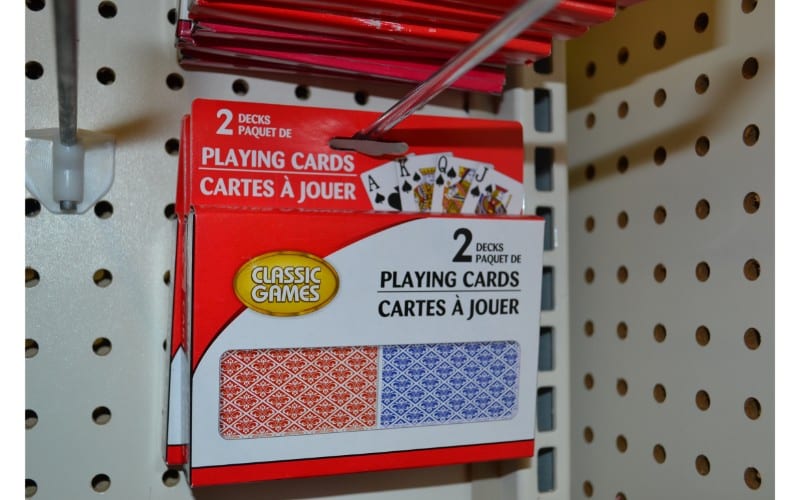 2 DECKS
PAQUET DE
PLAYING CARDS
CARTES À JOUER
A K Q J
CLASSIC
GAMES
2 DECKS
PAQUET DE
PLAYING CARDS
CARTES À JOUER